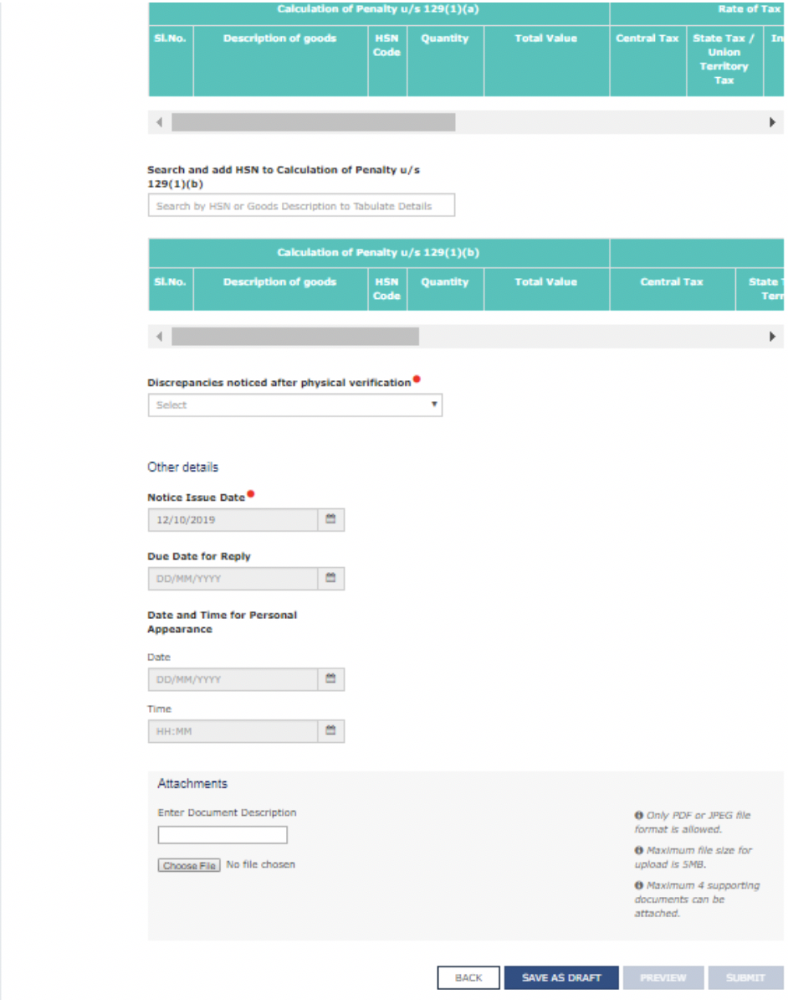 Calculation of Penalty u/s 129(1)(a) Rate of Tax
Sl.No. Description of goods HSN Code Quantity Total Value Central Tax State Tax / Union Territory Tax In
Search and add HSN to Calculation of Penalty u/s
129(1)(b)
Search by HSN or Goods Description to Tabulate Details
Calculation of Penalty u/s 129(1)(b)
Sl.No. Description of goods HSN Code Quantity Total Value Central Tax State T Terr
Discrepancies noticed after physical verification
Select
Other details
Notice Issue Date
12/10/2019
Due Date for Reply
DD/MM/YYYY
Date and Time for Personal
Appearance
Date
DD/MM/YYYY
Time
HH:MM
Attachments
Enter Document Description
Choose File No file chosen
Only PDF or JPEG file
format is allowed.
Maximum file size for
upload is 5MB.
Maximum 4 supporting
documents can be
attached.
BACK SAVE AS DRAFT PREVIEW SUBMIT